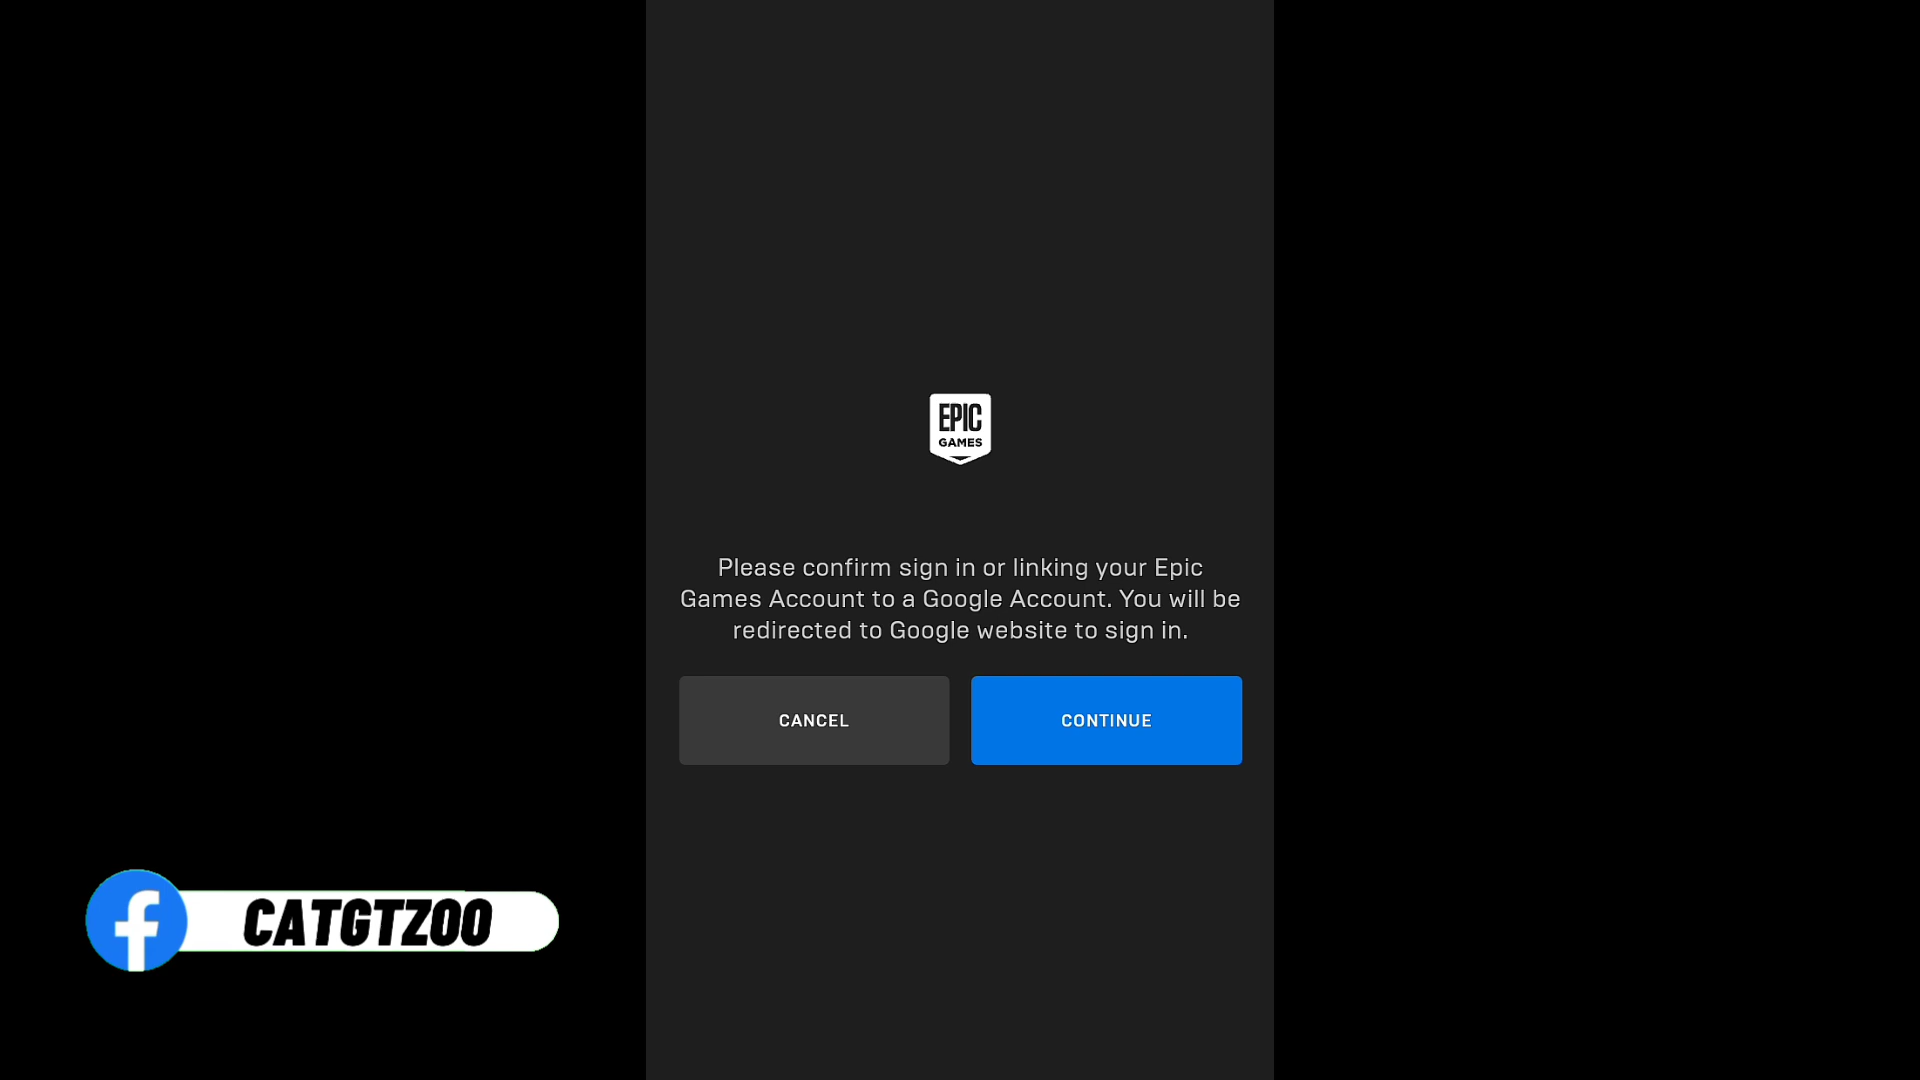 EPIC
GAMES
Please confirm sign in or linking your Epic
Games Account to a Google Account. You will be
redirected to Google website to sign in.
CANCEL
CONTINUE
CATGTZOO